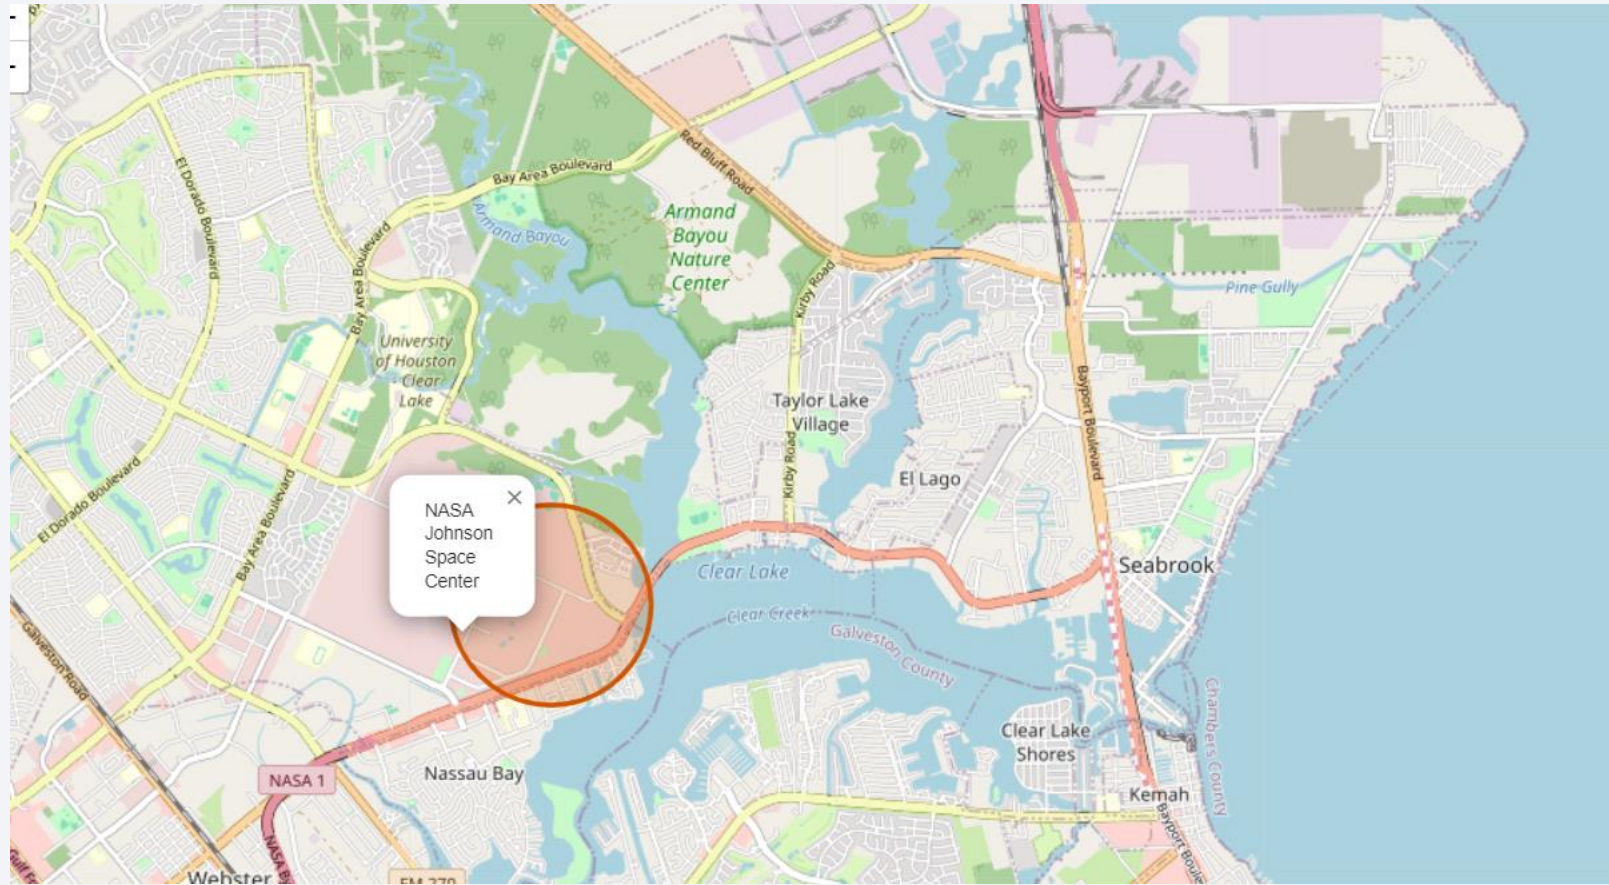 Red Bluff Road
Bay Area Boulevard
El Dorado Boulevard
Armand
Bayou
Nature
Center
Armand Bayou
Bay Area Boulevard
Kirby Road
Pine Gully
University
of Houston
Clear
Lake
Taylor Lake
Village
Bayport Boulevard
Kirby Road
El Lago
El Dorado Boulevard
Bay Area Boulevard
NASA
Johnson
Space
Center
×
Seabrook
Clear Lake
Clear Creek
Galveston County
Galveston Road
Chambers County
Clear Lake
Shores
Nassau Bay
NASA 1
Kemah
Webster
FM 270